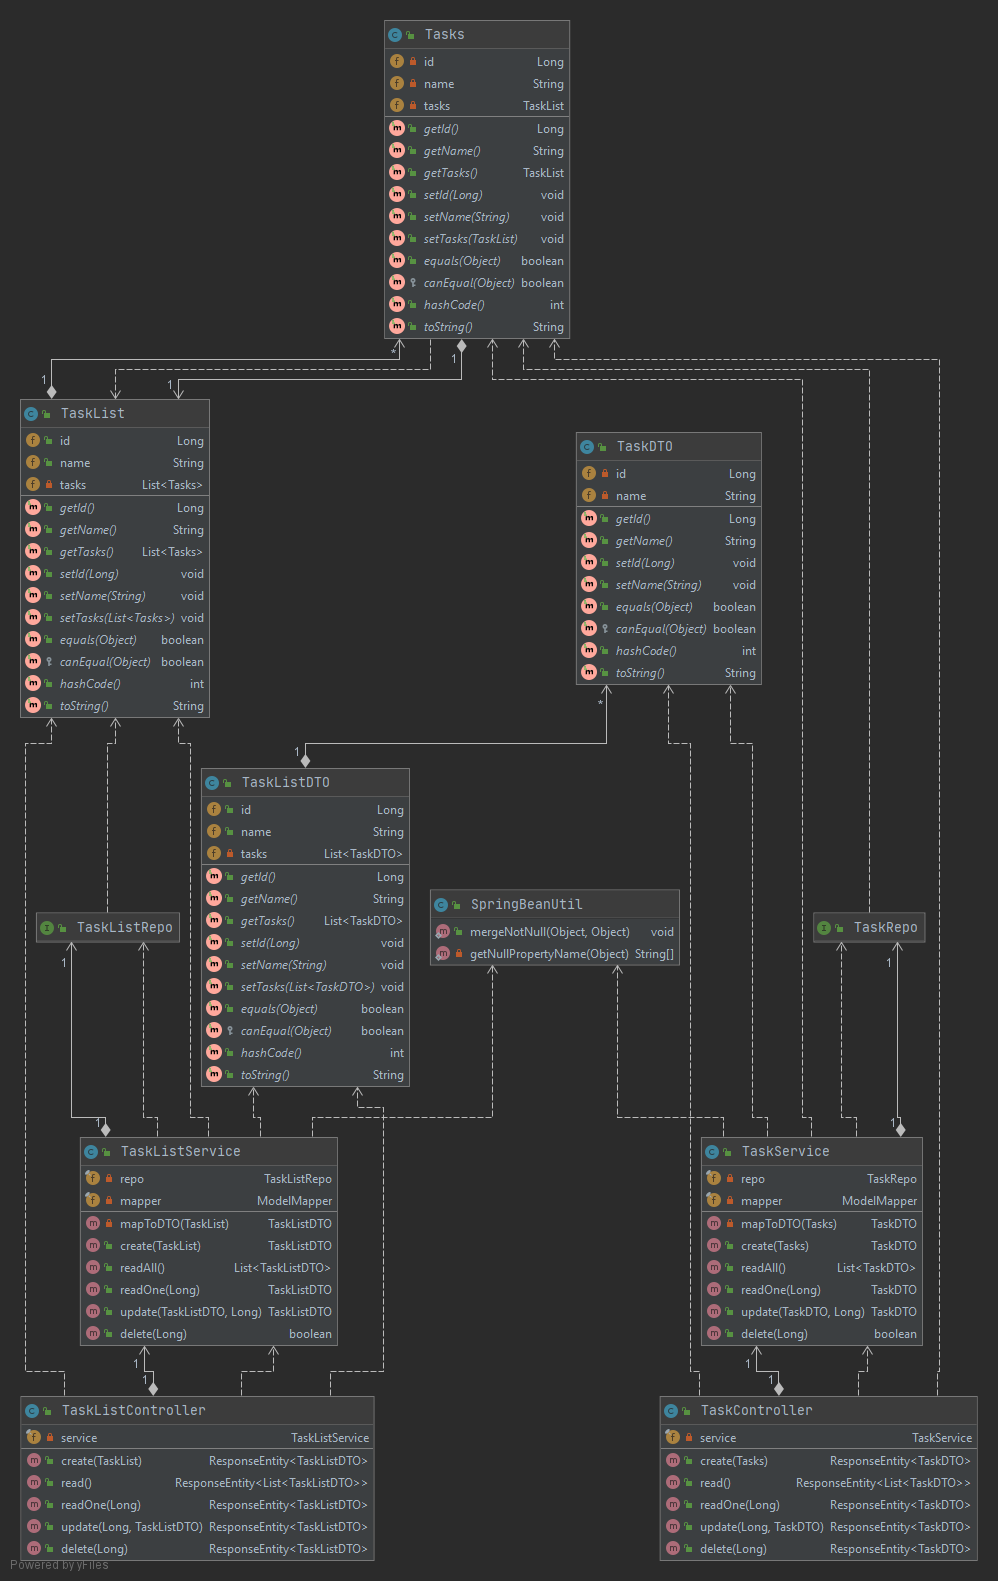 Tasks
id Long
name String
tasks TaskList
getId() Long
getName() String
getTasks() TaskList
setId(Long) void
setName(String) void
setTasks(TaskList) void
equals(Object) boolean
canEqual(Object) boolean
hashCode() int
toString() String
* 1
1 1
TaskList
id Long
name String
tasks List<Tasks>
getId() Long
getName() String
getTasks() List<Tasks>
setId(Long) void
setName(String) void
setTasks(List<Tasks>) void
equals(Object) boolean
canEqual(Object) boolean
hashCode() int
toString() String
TaskDTO
id Long
name String
getId() Long
getName() String
setId(Long) void
setName(String) void
equals(Object) boolean
canEqual(Object) boolean
hashCode() int
toString() String
*
1
TaskListDTO
id Long
name String
tasks List<TaskDTO>
getId() Long
getName() String
getTasks() List<TaskDTO>
setId(Long) void
setName(String) void
setTasks(List<TaskDTO>) void
equals(Object) boolean
canEqual(Object) boolean
hashCode() int
toString() String
SpringBeanUtil
mergeNotNull(Object, Object) void
getNullPropertyName(Object) String[]
TaskListRepo
1
TaskRepo
1
1
TaskListService
repo TaskListRepo
mapper ModelMapper
mapToDTO(TaskList) TaskListDTO
create(TaskList) TaskListDTO
readAll() List<TaskListDTO>
readOne(Long) TaskListDTO
update(TaskListDTO, Long) TaskListDTO
delete(Long) boolean
1
1
1
TaskService
repo TaskRepo
mapper ModelMapper
mapToDTO(Tasks) TaskDTO
create(Tasks) TaskDTO
readAll() List<TaskDTO>
readOne(Long) TaskDTO
update(TaskDTO, Long) TaskDTO
delete(Long) boolean
1
1
TaskListController
service TaskListService
create(TaskList) ResponseEntity<TaskListDTO>
read() ResponseEntity<List<TaskListDTO>>
readOne(Long) ResponseEntity<TaskListDTO>
update(Long, TaskListDTO) ResponseEntity<TaskListDTO>
delete(Long) ResponseEntity<TaskListDTO>
TaskController
service TaskService
create(Tasks) ResponseEntity<TaskDTO>
read() ResponseEntity<List<TaskDTO>>
readOne(Long) ResponseEntity<TaskDTO>
update(Long, TaskDTO) ResponseEntity<TaskDTO>
delete(Long) ResponseEntity<TaskDTO>
Powered by yFiles